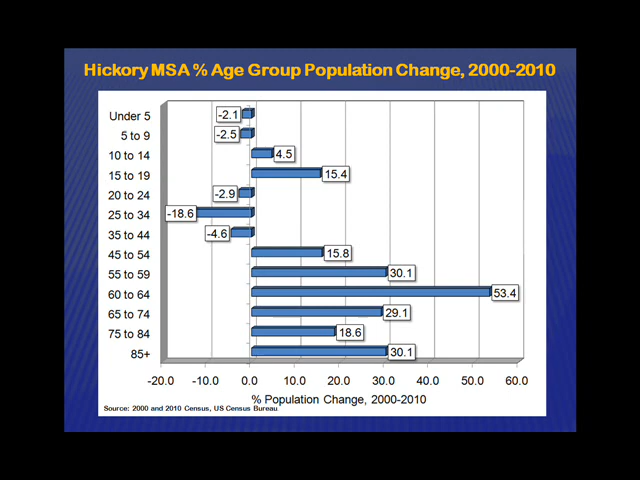 Hickory MSA % Age Group Population Change, 2000-2010
Under 5 -2.1
5 to 9 -2.5
10 to 14 4.5
15 to 19 15.4
20 to 24 -2.9
25 to 34 -18.6
35 to 44 -4.6
45 to 54 15.8
55 to 59 30.1
60 to 64 53.4
65 to 74 29.1
75 to 84 18.6
85+ 30.1
-20.0 -10.0 0.0 10.0 20.0 30.0 40.0 50.0 60.0
% Population Change, 2000-2010
Source: 2000 and 2010 Census, US Census Bureau